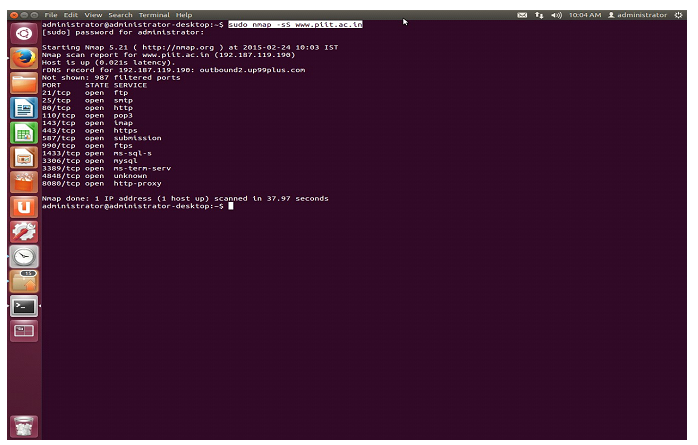 File Edit View Search Terminal Help 10:04 AM administrator
administrator@administrator-desktop:~$ sudo nmap -sS www.piit.ac.in
[sudo] password for administrator:
Starting Nmap 5.21 ( http://nmap.org ) at 2015-02-24 10:03 IST
Nmap scan report for www.piit.ac.in (192.187.119.190)
Host is up (0.021s latency).
rDNS record for 192.187.119.190: outbound2.up99plus.com
Not shown: 987 filtered ports
PORT STATE SERVICE
21/tcp open ftp
25/tcp open smtp
80/tcp open http
110/tcp open pop3
143/tcp open imap
443/tcp open https
587/tcp open submission
990/tcp open ftps
1433/tcp open ms-sql-s
3306/tcp open mysql
3389/tcp open ms-term-serv
4848/tcp open unknown
8080/tcp open http-proxy
Nmap done: 1 IP address (1 host up) scanned in 37.97 seconds
administrator@administrator-desktop:~$